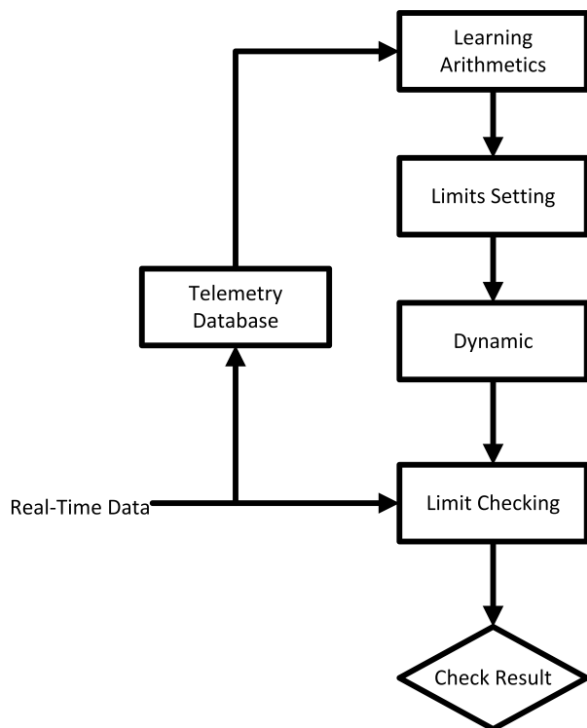 Learning
Arithmetics
Limits Setting
Telemetry
Database
Dynamic
Real-Time Data
Limit Checking
Check Result